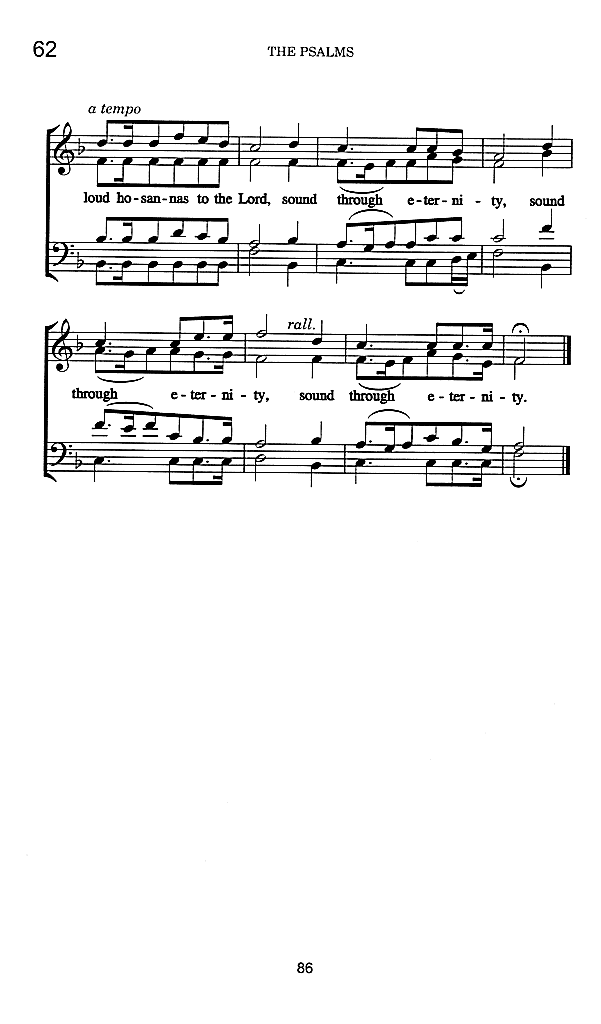 62
THE PSALMS
a tempo
loud ho - san - nas to the Lord, sound through e - ter - ni - ty, sound
rall.
through e - ter - ni - ty, sound through e - ter - ni - ty.
86